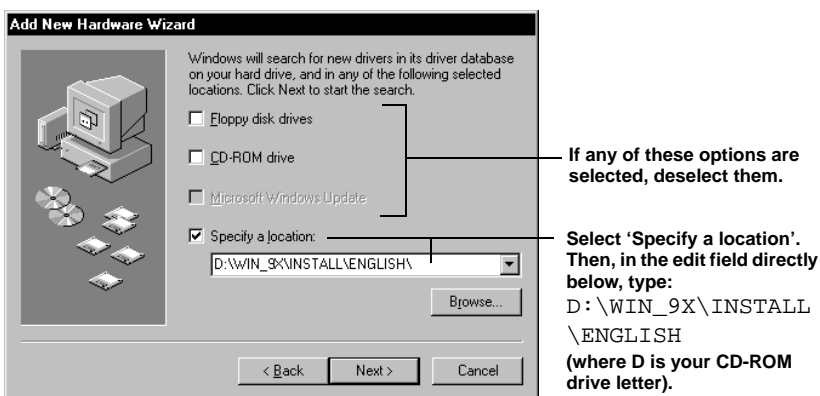 Add New Hardware Wizard
Windows will search for new drivers in its driver database
on your hard drive, and in any of the following selected
locations. Click Next to start the search.
Floppy disk drives
CD-ROM drive
Microsoft Windows Update
Specify a location:
D:\WIN_9X\INSTALL\ENGLISH\
Browse...
< Back
Next >
Cancel
If any of these options are
selected, deselect them.
Select ‘Specify a location’.
Then, in the edit field directly
below, type:
D:\WIN_9X\INSTALL
\ENGLISH
(where D is your CD-ROM
drive letter).